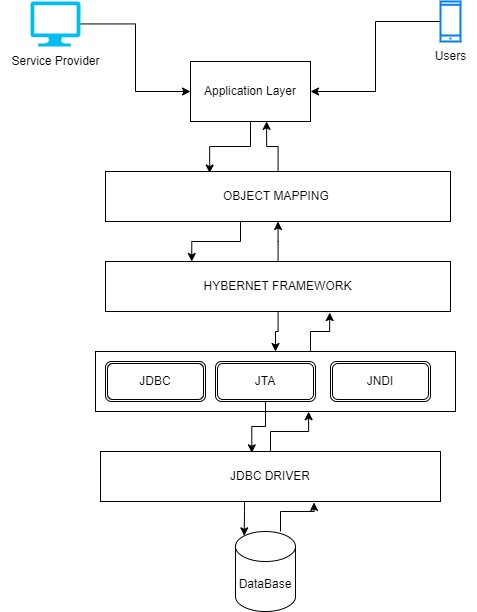 Service Provider
Users
Application Layer
OBJECT MAPPING
HYBERNET FRAMEWORK
JDBC
JTA
JNDI
JDBC DRIVER
DataBase